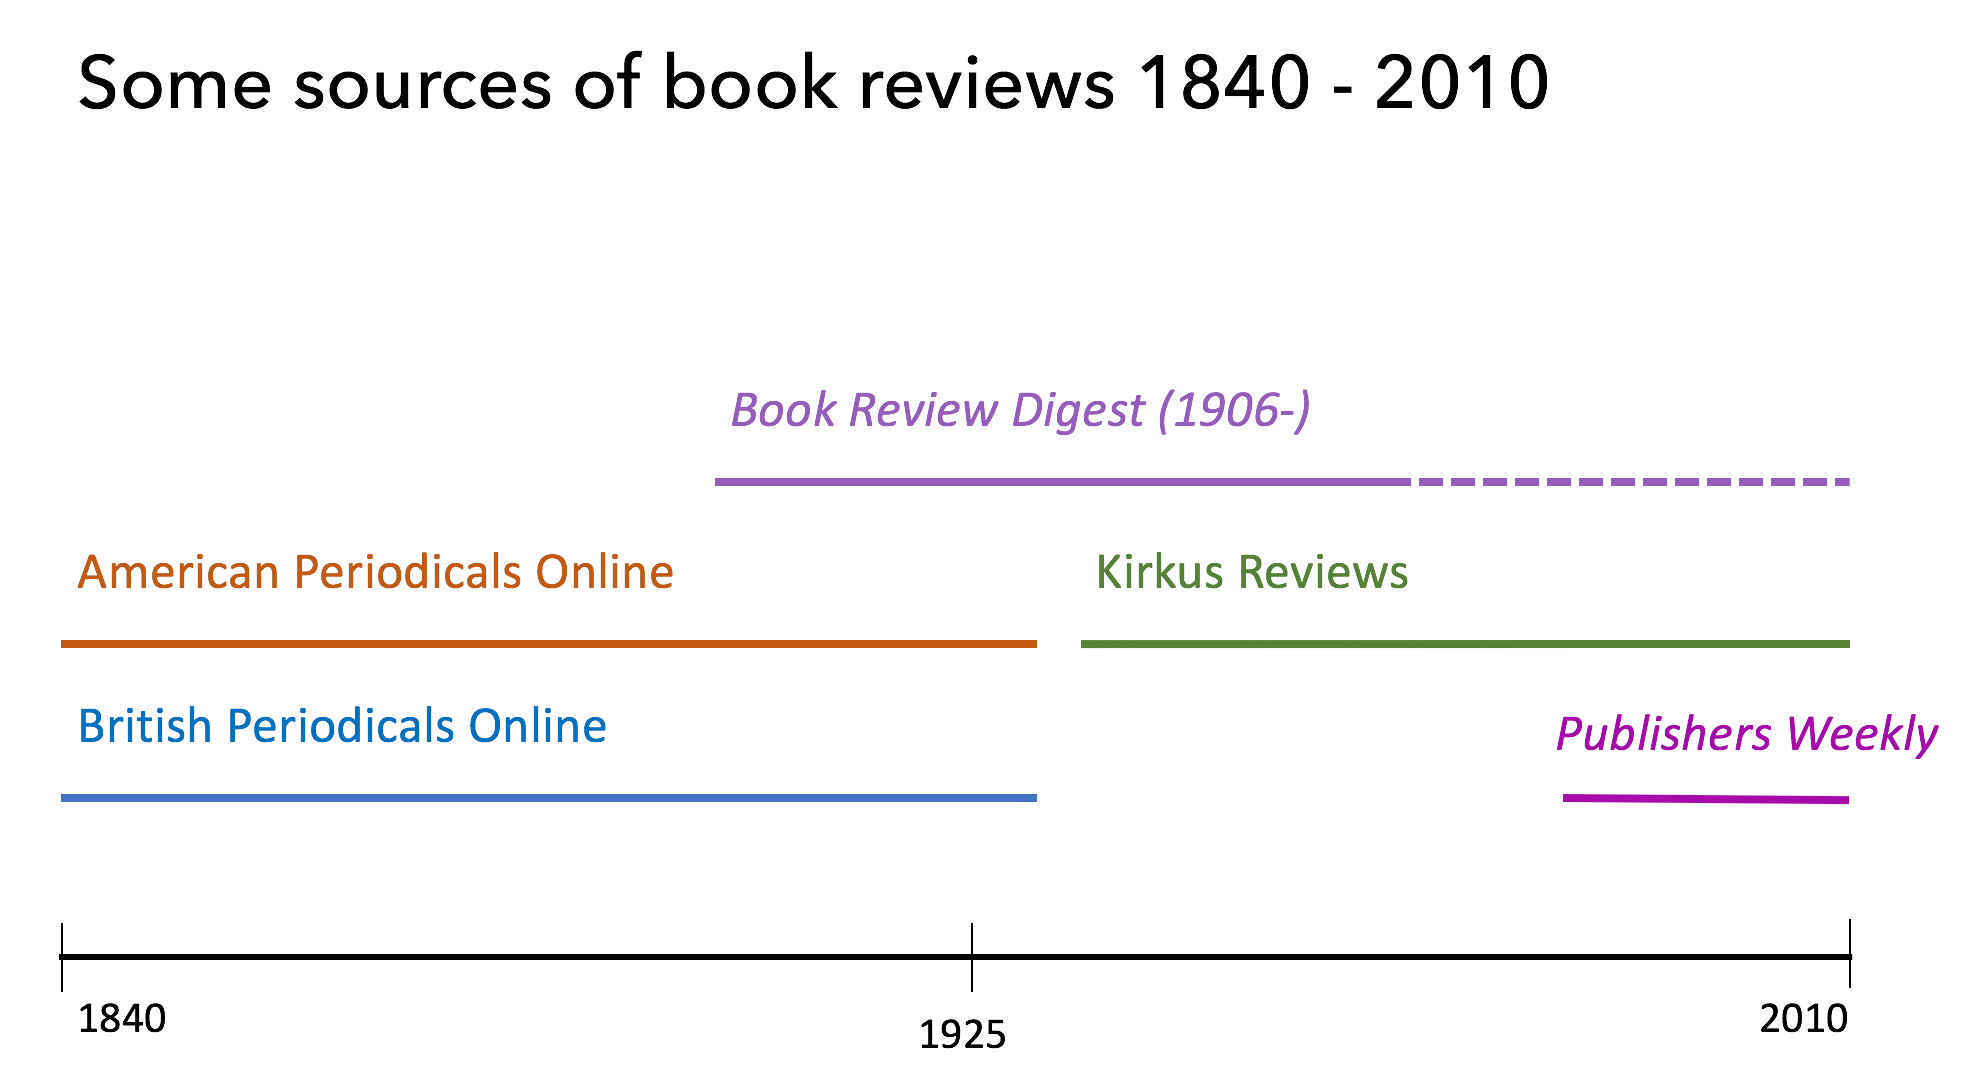 Some sources of book reviews 1840 - 2010
Book Review Digest (1906-)
American Periodicals Online
Kirkus Reviews
British Periodicals Online
Publishers Weekly
1840
1925
2010